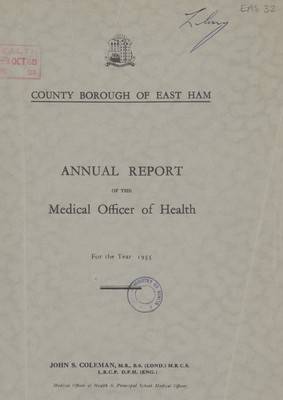 EAS 32
COUNTY BOROUGH OF EAST HAM
ANNUAL REPORT
OF THE
Medical Officer of Health
For the Year 1955
JOHN S. COLEMAN, M.B., B.S. (LOND.) M.R.C.S.
L.R.C.P. D.P.H. (ENG.)
Medical Officer of Health & Principal School Medical Officer.